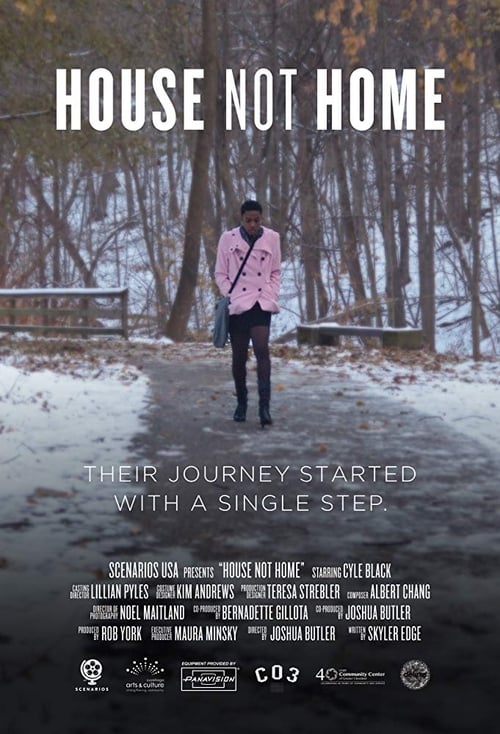 HOUSE NOT HOME
THEIR JOURNEY STARTED
WITH A SINGLE STEP.
SCENARIOS USA PRESENTS "HOUSE NOT HOME" STARRING CYLE BLACK
CASTING DIRECTOR LILLIAN PYLES COSTUME DESIGNER KIM ANDREWS PRODUCTION DESIGNER TERESA STREBLER COMPOSER ALBERT CHANG
DIRECTOR OF PHOTOGRAPHY NOEL MAITLAND CO-PRODUCED BY BERNADETTE GILLOTA CO-PRODUCED BY JOSHUA BUTLER
PRODUCED BY ROB YORK EXECUTIVE PRODUCER MAURA MINSKY DIRECTED BY JOSHUA BUTLER WRITTEN BY SKYLER EDGE
EQUIPMENT PROVIDED BY
SCENARIOS arts & culture PANAVISION CO3 40 Community Center